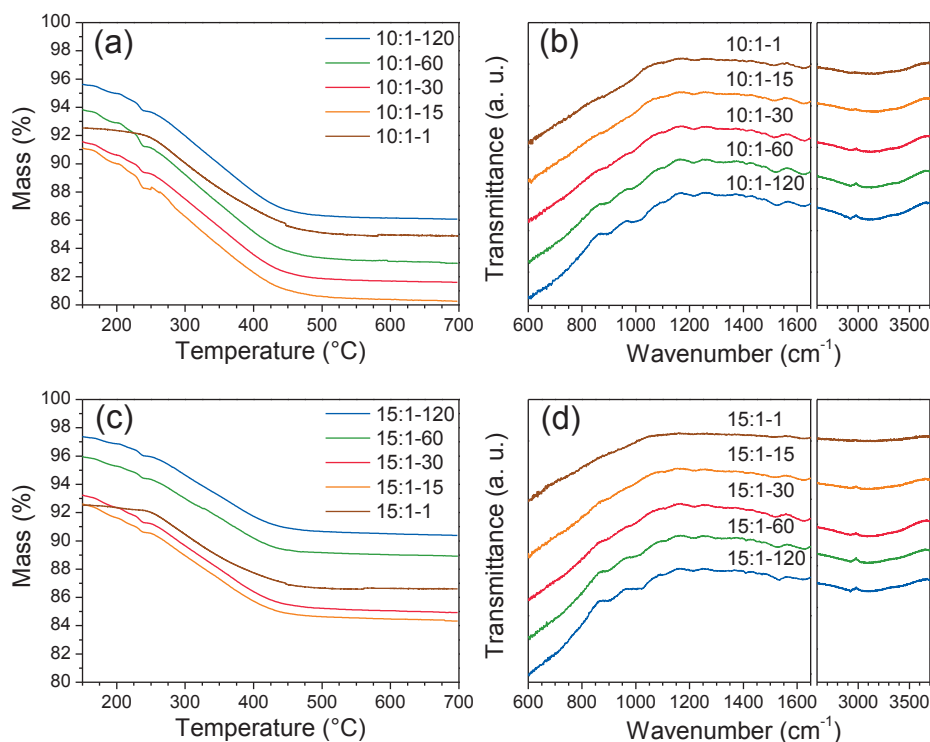 (a)
10:1-120
10:1-60
10:1-30
10:1-15
10:1-1
100
98
96
94
92
90
88
86
84
82
80
Mass (%)
200 300 400 500 600 700
Temperature (°C)
(b)
10:1-1
10:1-15
10:1-30
10:1-60
10:1-120
Transmittance (a. u.)
600 800 1000 1200 1400 1600 3000 3500
Wavenumber (cm-1)
(c)
15:1-120
15:1-60
15:1-30
15:1-15
15:1-1
100
98
96
94
92
90
88
86
84
82
80
Mass (%)
200 300 400 500 600 700
Temperature (°C)
(d)
15:1-1
15:1-15
15:1-30
15:1-60
15:1-120
Transmittance (a. u.)
600 800 1000 1200 1400 1600 3000 3500
Wavenumber (cm-1)